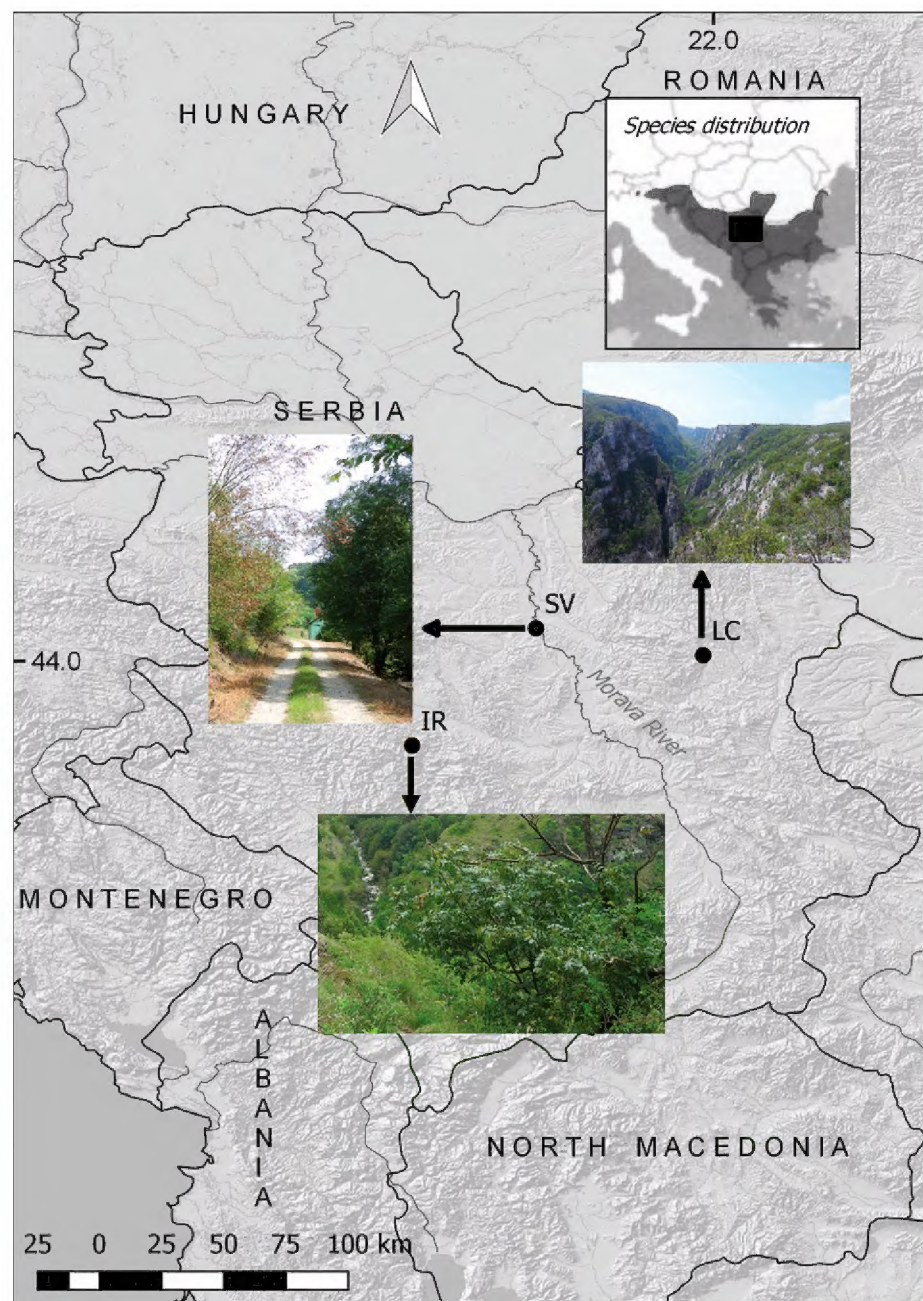 22.0
ROMANIA
HUNGARY
Species distribution
SERBIA
SV
LC
44.0
Morava River
IR
MONTENEGRO
ALBANIA
NORTH MACEDONIA
25 0 25 50 75 100 km